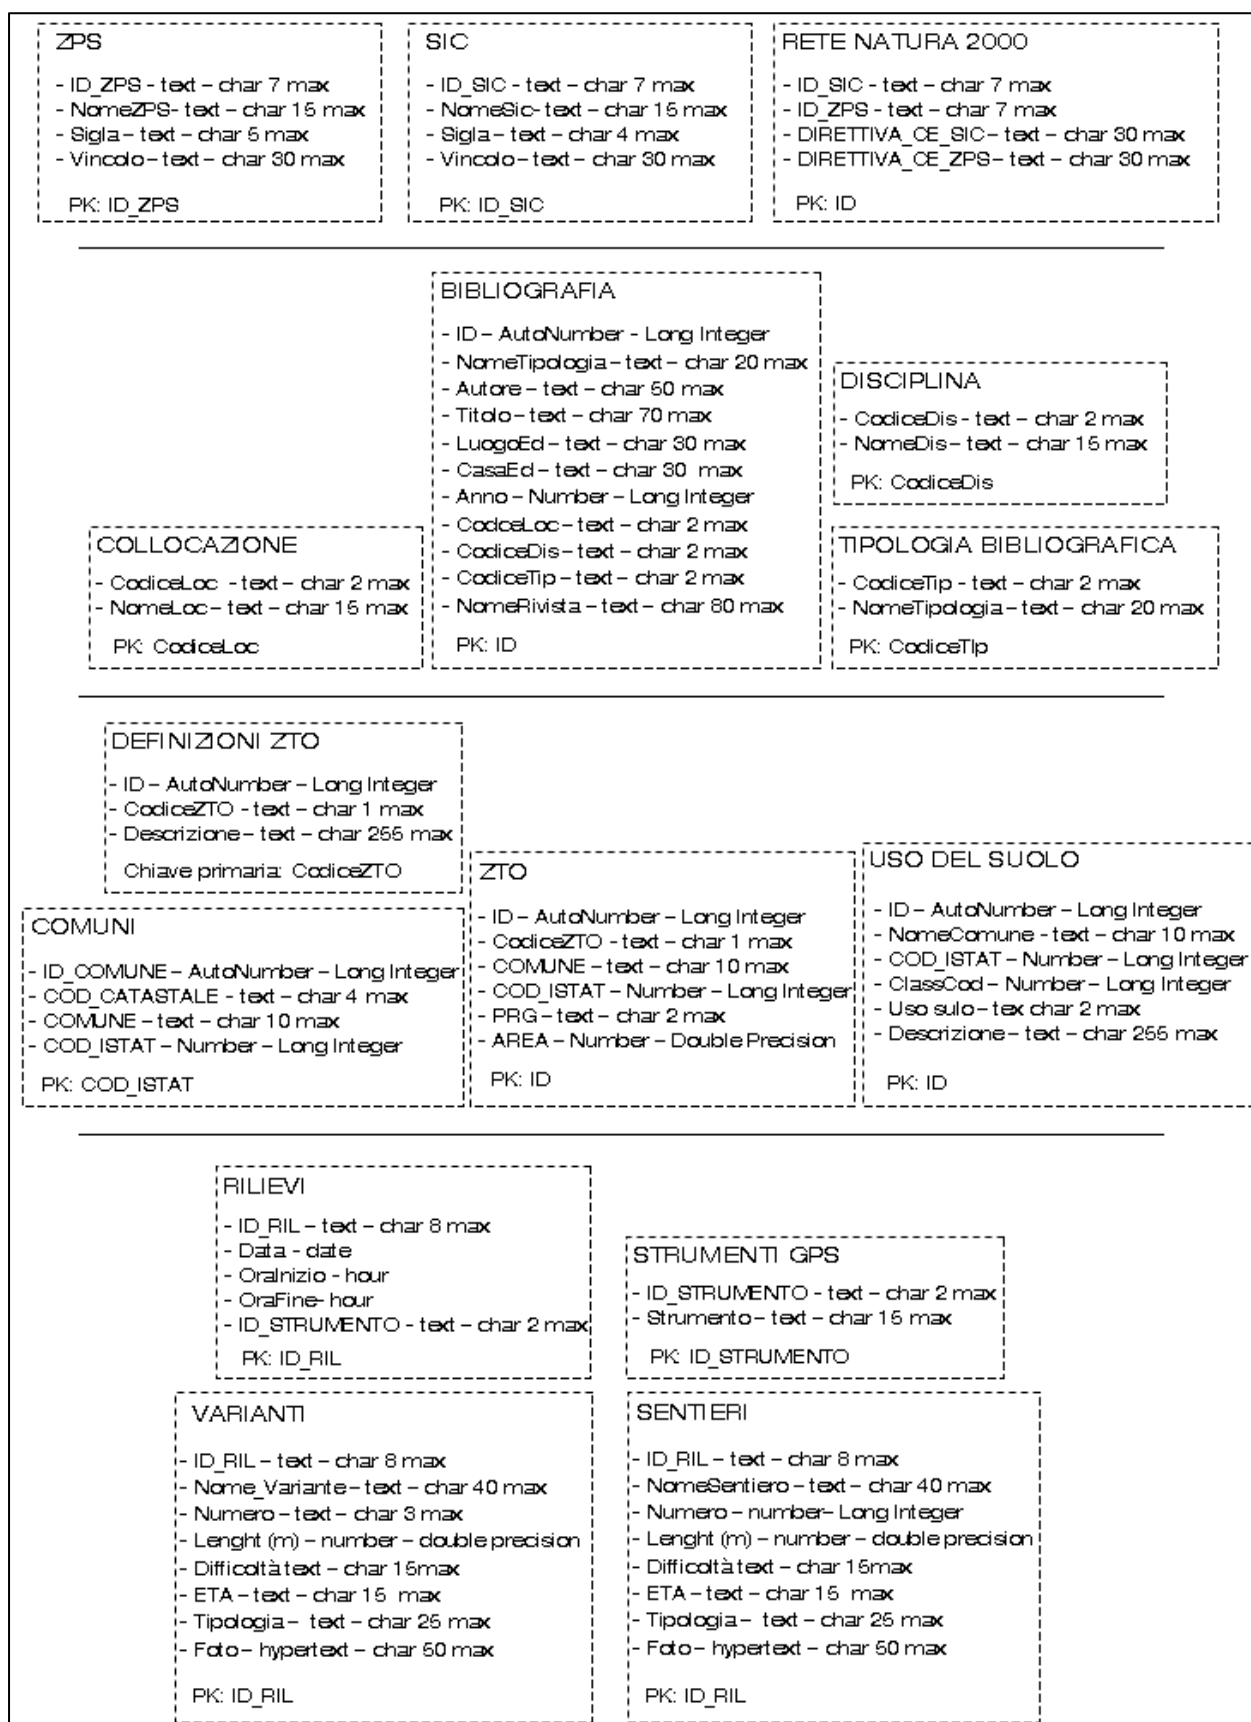 ZPS
- ID_ZPS - text – char 7 max
- NomeZPS- text – char 15 max
- Sigla – text – char 5 max
- Vincolo – text – char 30 max
PK: ID_ZPS
SIC
- ID_SIC - text – char 7 max
- NomeSic- text – char 15 max
- Sigla – text – char 4 max
- Vincolo – text – char 30 max
PK: ID_SIC
RETE NATURA 2000
- ID_SIC - text – char 7 max
- ID_ZPS - text – char 7 max
- DIRETTIVA_CE_SIC – text – char 30 max
- DIRETTIVA_CE_ZPS – text – char 30 max
PK: ID
BIBLIOGRAFIA
- ID – AutoNumber - Long Integer
- NomeTipologia – text – char 20 max
- Autore – text – char 50 max
- Titolo – text – char 70 max
- LuogoEd – text – char 30 max
- CasaEd – text – char 30 max
- Anno – Number – Long Integer
- CodiceLoc – text – char 2 max
- CodiceDis – text – char 2 max
- CodiceTip – text – char 2 max
- NomeRivista – text – char 80 max
PK: ID
DISCIPLINA
- CodiceDis - text – char 2 max
- NomeDis – text – char 15 max
PK: CodiceDis
COLLOCAZIONE
- CodiceLoc - text – char 2 max
- NomeLoc – text – char 15 max
PK: CodiceLoc
TIPOLOGIA BIBLIOGRAFICA
- CodiceTip - text – char 2 max
- NomeTipologia – text – char 20 max
PK: CodiceTip
DEFINIZIONI ZTO
- ID – AutoNumber – Long Integer
- CodiceZTO - text – char 1 max
- Descrizione – text – char 255 max
Chiave primaria: CodiceZTO
COMUNI
- ID_COMUNE – AutoNumber – Long Integer
- COD_CATASTALE - text – char 4 max
- COMUNE – text – char 10 max
- COD_ISTAT – Number – Long Integer
PK: COD_ISTAT
ZTO
- ID – AutoNumber – Long Integer
- CodiceZTO - text – char 1 max
- COMUNE – text – char 10 max
- COD_ISTAT – Number – Long Integer
- PRG – text – char 2 max
- AREA – Number – Double Precision
PK: ID
USO DEL SUOLO
- ID – AutoNumber – Long Integer
- NomeComune - text – char 10 max
- COD_ISTAT – Number – Long Integer
- ClassCod – Number – Long Integer
- Uso sulo – tex char 2 max
- Descrizione – text – char 255 max
PK: ID
RILIEVI
- ID_RIL – text – char 8 max
- Data - date
- OraInizio - hour
- OraFine- hour
- ID_STRUMENTO - text – char 2 max
PK: ID_RIL
STRUMENTI GPS
- ID_STRUMENTO - text – char 2 max
- Strumento – text – char 15 max
PK: ID_STRUMENTO
VARIANTI
- ID_RIL – text – char 8 max
- Nome_Variante – text – char 40 max
- Numero – text – char 3 max
- Lenght (m) – number – double precision
- Difficoltà text – char 15max
- ETA – text – char 15 max
- Tipologia – text – char 25 max
- Foto – hypertext – char 50 max
PK: ID_RIL
SENTIERI
- ID_RIL – text – char 8 max
- NomeSentiero – text – char 40 max
- Numero – number– Long Integer
- Lenght (m) – number – double precision
- Difficoltà text – char 15max
- ETA – text – char 15 max
- Tipologia – text – char 25 max
- Foto – hypertext – char 50 max
PK: ID_RIL